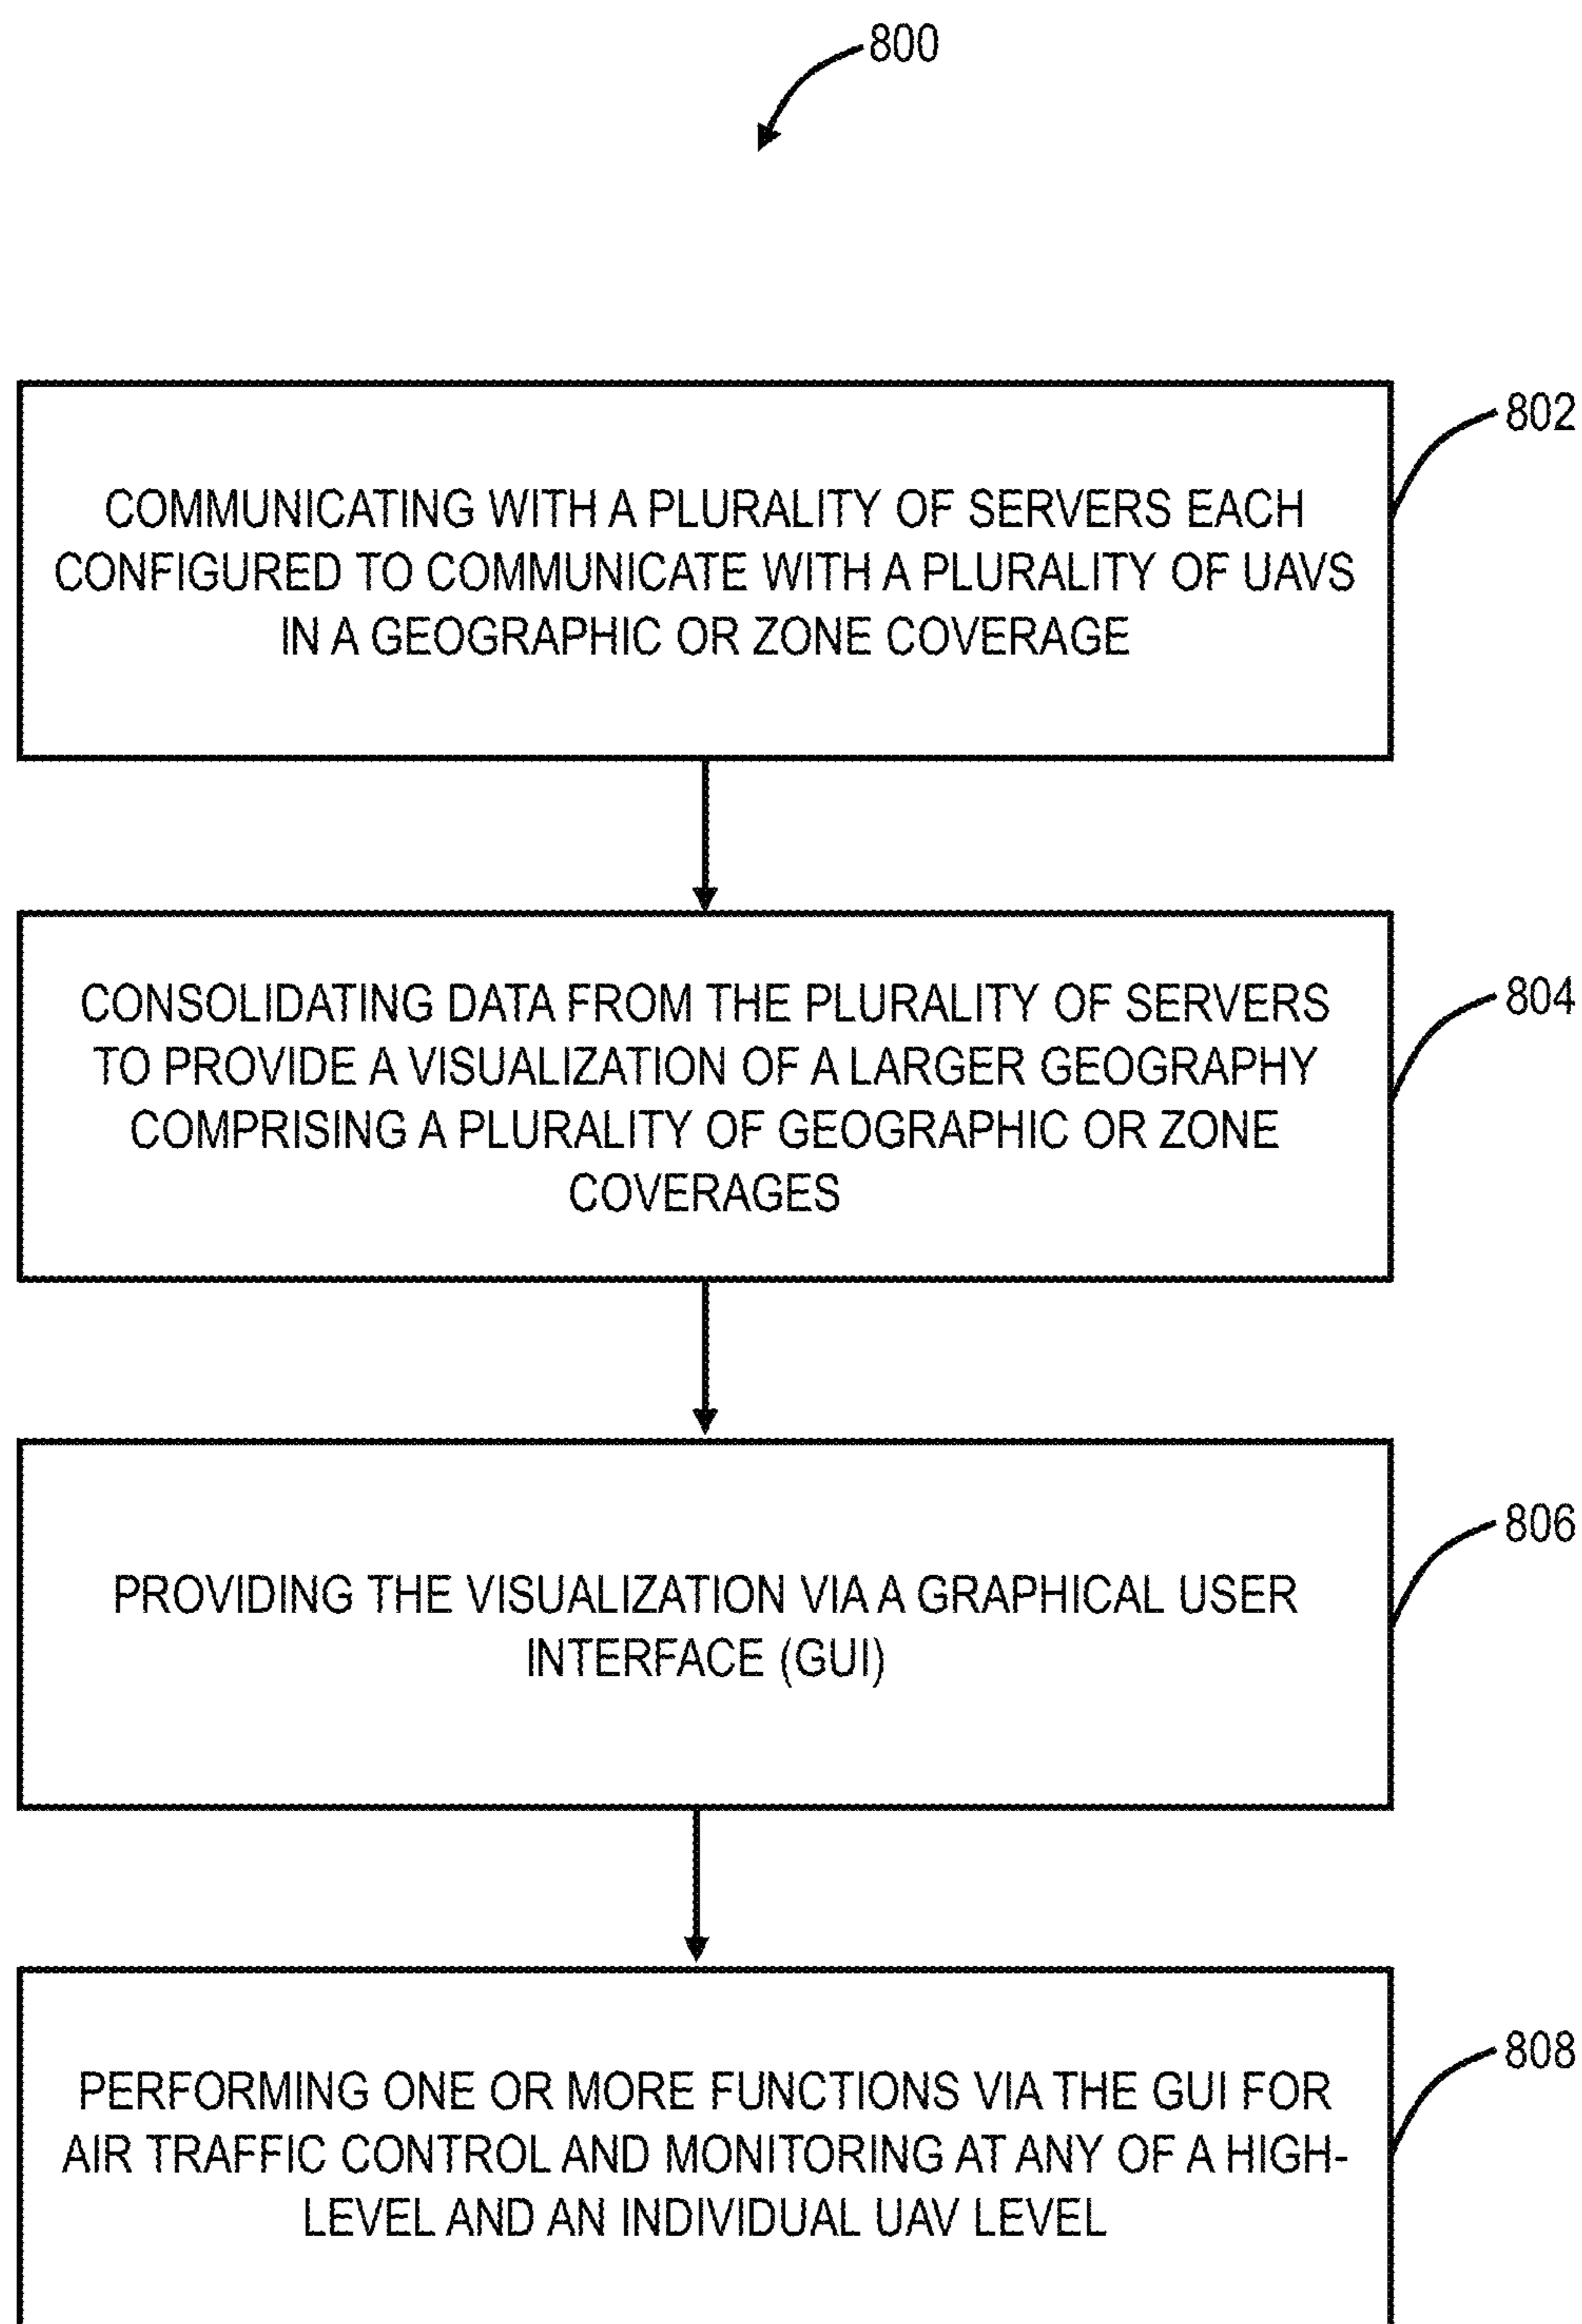 800
802
COMMUNICATING WITH A PLURALITY OF SERVERS EACH
CONFIGURED TO COMMUNICATE WITH A PLURALITY OF UAVS
IN A GEOGRAPHIC OR ZONE COVERAGE
804
CONSOLIDATING DATA FROM THE PLURALITY OF SERVERS
TO PROVIDE A VISUALIZATION OF A LARGER GEOGRAPHY
COMPRISING A PLURALITY OF GEOGRAPHIC OR ZONE
COVERAGES
806
PROVIDING THE VISUALIZATION VIA A GRAPHICAL USER
INTERFACE (GUI)
808
PERFORMING ONE OR MORE FUNCTIONS VIA THE GUI FOR
AIR TRAFFIC CONTROL AND MONITORING AT ANY OF A HIGH-
LEVEL AND AN INDIVIDUAL UAV LEVEL